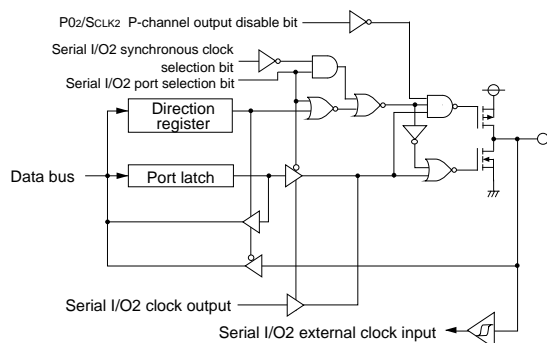 P02/SCLK2 P-channel output disable bit
Serial I/O2 synchronous clock
selection bit
Serial I/O2 port selection bit
Direction
register
Data bus
Port latch
Serial I/O2 clock output
Serial I/O2 external clock input